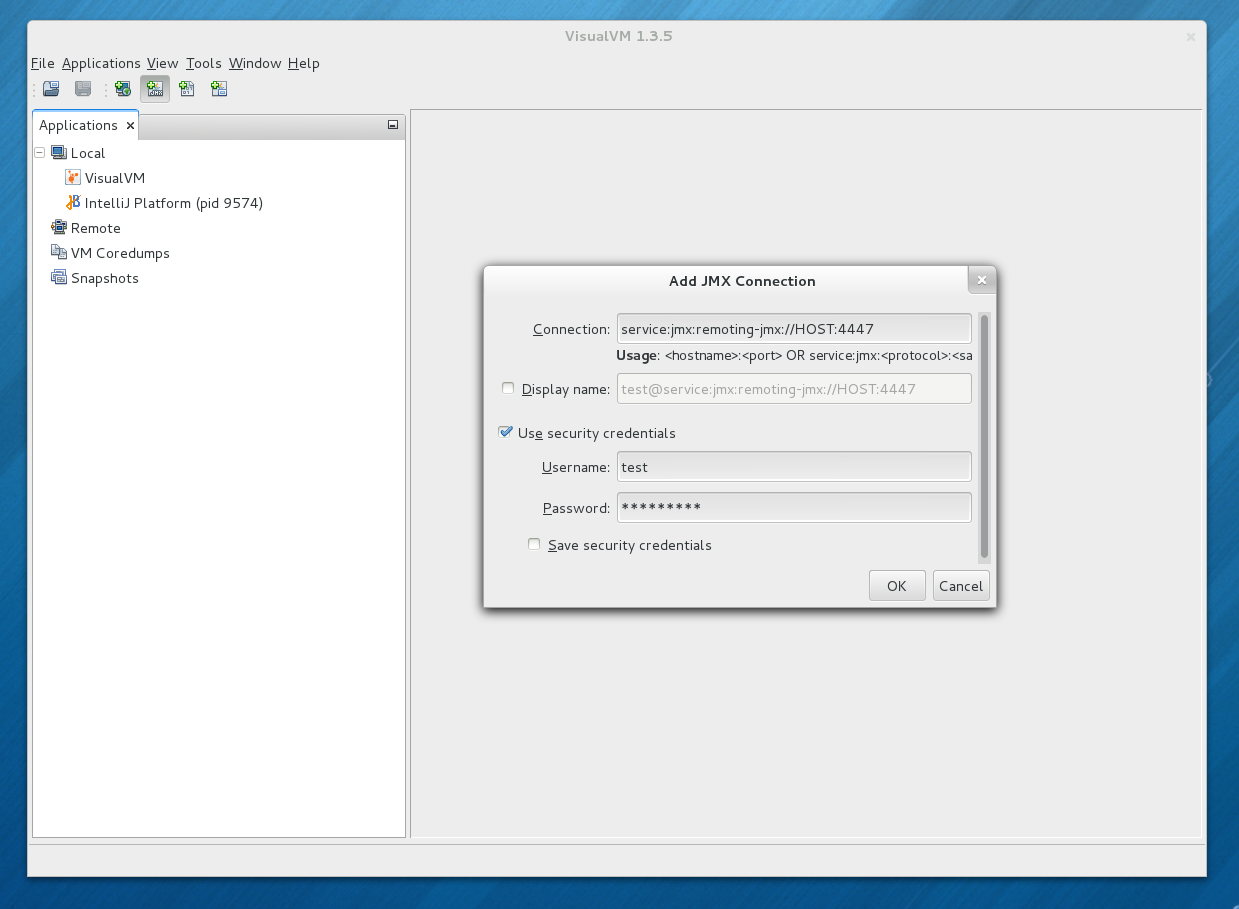 VisualVM 1.3.5
File Applications View Tools Window Help
Applications
Local
VisualVM
IntelliJ Platform (pid 9574)
Remote
VM Coredumps
Snapshots
Add JMX Connection
Connection: service:jmx:remoting-jmx://HOST:4447
Usage: <hostname>:<port> OR service:jmx:<protocol>:<sa
Display name: test@service:jmx:remoting-jmx://HOST:4447
Use security credentials
Username: test
Password: *********
Save security credentials
OK Cancel